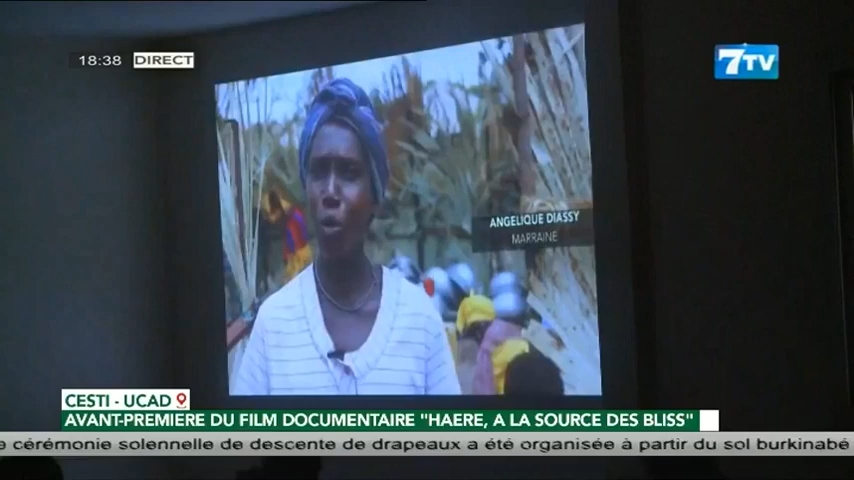 18:38 DIRECT
7TV
ANGELIQUE DIASSY
MARRAINE
CESTI - UCAD
AVANT-PREMIERE DU FILM DOCUMENTAIRE "HAERE, A LA SOURCE DES BLISS"
e cérémonie solennelle de descente de drapeaux a été organisée à partir du sol burkinabé